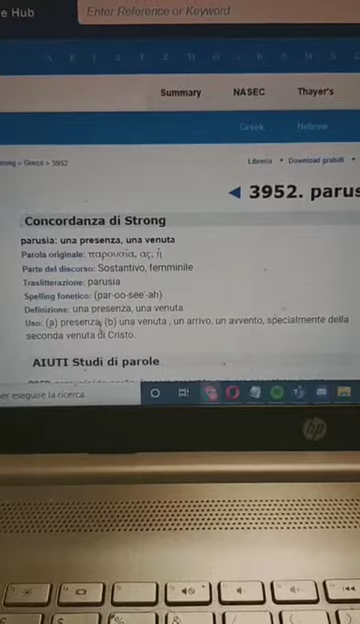 e Hub
Enter Reference or Keyword
Summary NASEC Thayer's
Greek Hebrew
Strong > Greco > 3952
Libreria • Download gratuiti •
◄ 3952. parus
Concordanza di Strong
parusia: una presenza, una venuta
Parola originale: παρουσία, ας, ἡ
Parte del discorso: Sostantivo, femminile
Traslitterazione: parusia
Spelling fonetico: (par-oo-see'-ah)
Definizione: una presenza, una venuta
Uso: (a) presenza, (b) una venuta , un arrivo, un avvento, specialmente della
seconda venuta di Cristo.
AIUTI Studi di parole
er eseguire la ricerca
hp